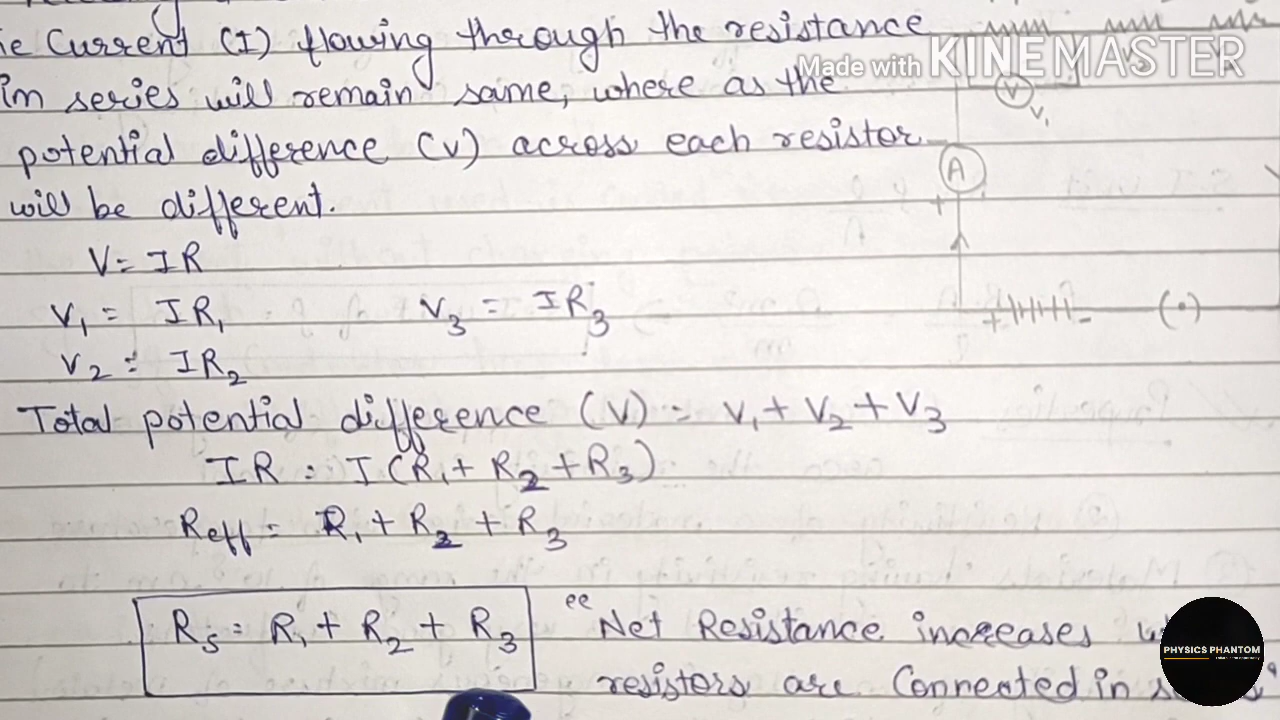 Current (I) flowing through the resistance
in series will remain same, where as the
potential difference (V) across each resistor
will be different.
V = IR
V1 = IR1 V3 = IR3
V2 = IR2
Total potential difference (V) = V1 + V2 + V3
IR = I (R1 + R2 + R3)
Reff = R1 + R2 + R3
RS = R1 + R2 + R3 "Net Resistance increases
resistors are Connected in
Made with KINEMASTER
V
V1
A
+
+ -
(•)
PHYSICS PHANTOM